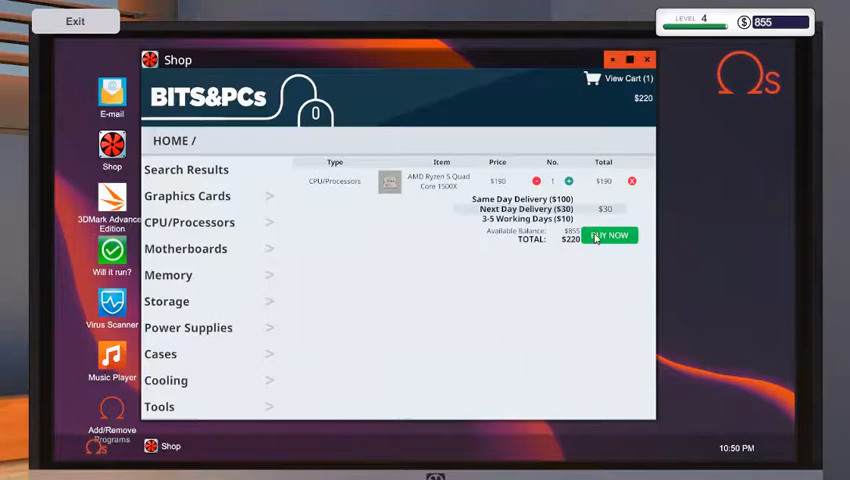 Exit
LEVEL 4
$ 855
Shop
BITS&PCs
View Cart (1)
$220
HOME /
Type Item Price No. Total
CPU/Processors AMD Ryzen 5 Quad Core 1500X $190 - 1 + $190 x
Same Day Delivery ($100)
Next Day Delivery ($30) $30
3-5 Working Days ($10)
Available Balance: $855
TOTAL: $220
BUY NOW
Search Results
Graphics Cards >
CPU/Processors >
Motherboards >
Memory >
Storage >
Power Supplies >
Cases >
Cooling >
Tools >
E-mail
Shop
3DMark Advance
Edition
Will it run?
Virus Scanner
Music Player
Add/Remove
Programs
Ωs
Ωs
Shop
10:50 PM